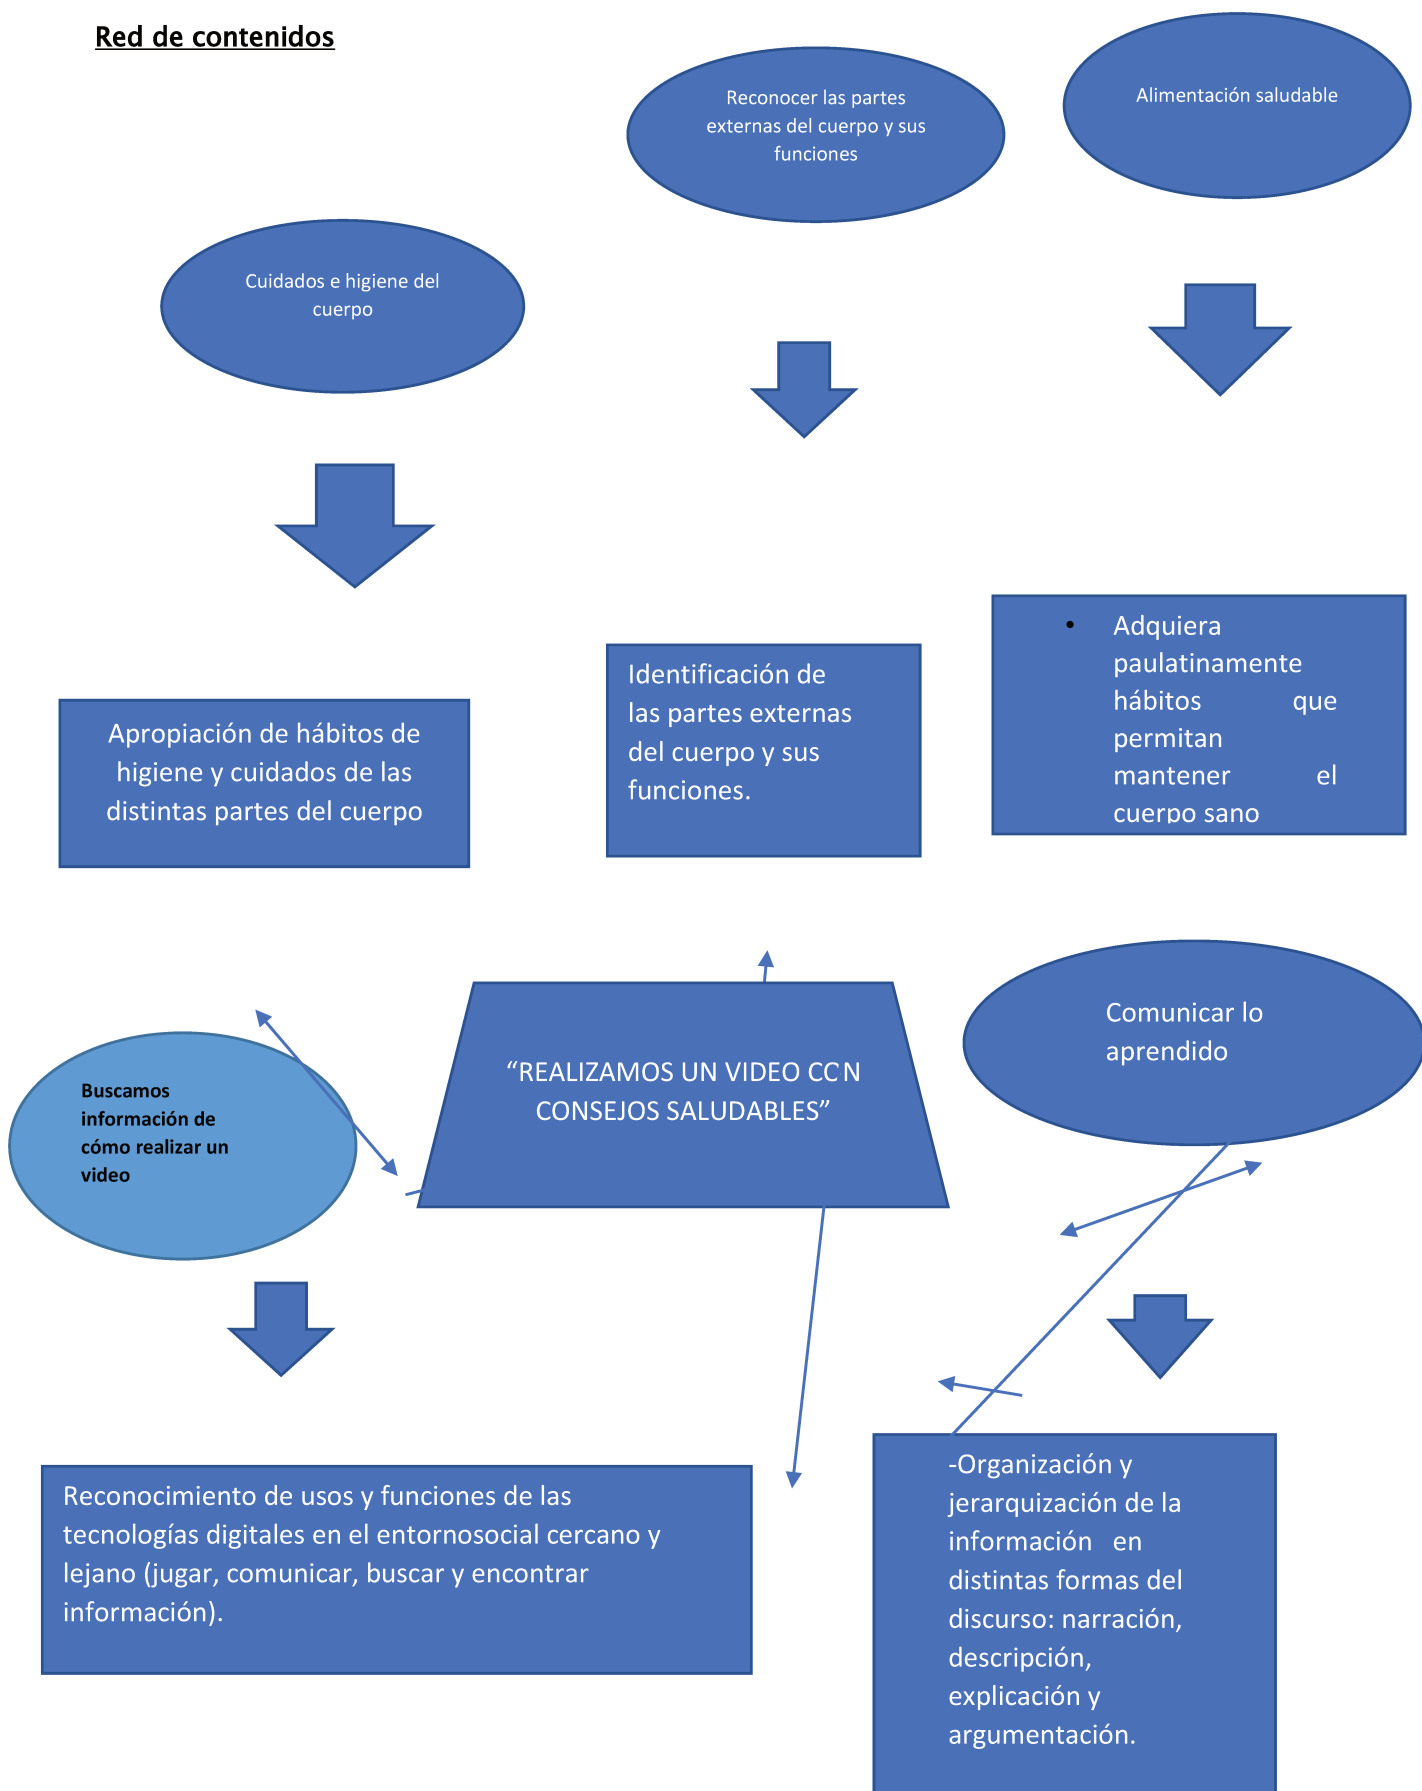 Red de contenidos
Reconocer las partes
externas del cuerpo y sus
funciones
Alimentación saludable
Cuidados e higiene del
cuerpo
Apropiación de hábitos de
higiene y cuidados de las
distintas partes del cuerpo
Identificación de
las partes externas
del cuerpo y sus
funciones.
• Adquiera
paulatinamente
hábitos que
permitan
mantener el
cuerpo sano
Buscamos
información de
cómo realizar un
video
“REALIZAMOS UN VIDEO CCN
CONSEJOS SALUDABLES”
Comunicar lo
aprendido
Reconocimiento de usos y funciones de las
tecnologías digitales en el entornosocial cercano y
lejano (jugar, comunicar, buscar y encontrar
información).
-Organización y
jerarquización de la
información en
distintas formas del
discurso: narración,
descripción,
explicación y
argumentación.